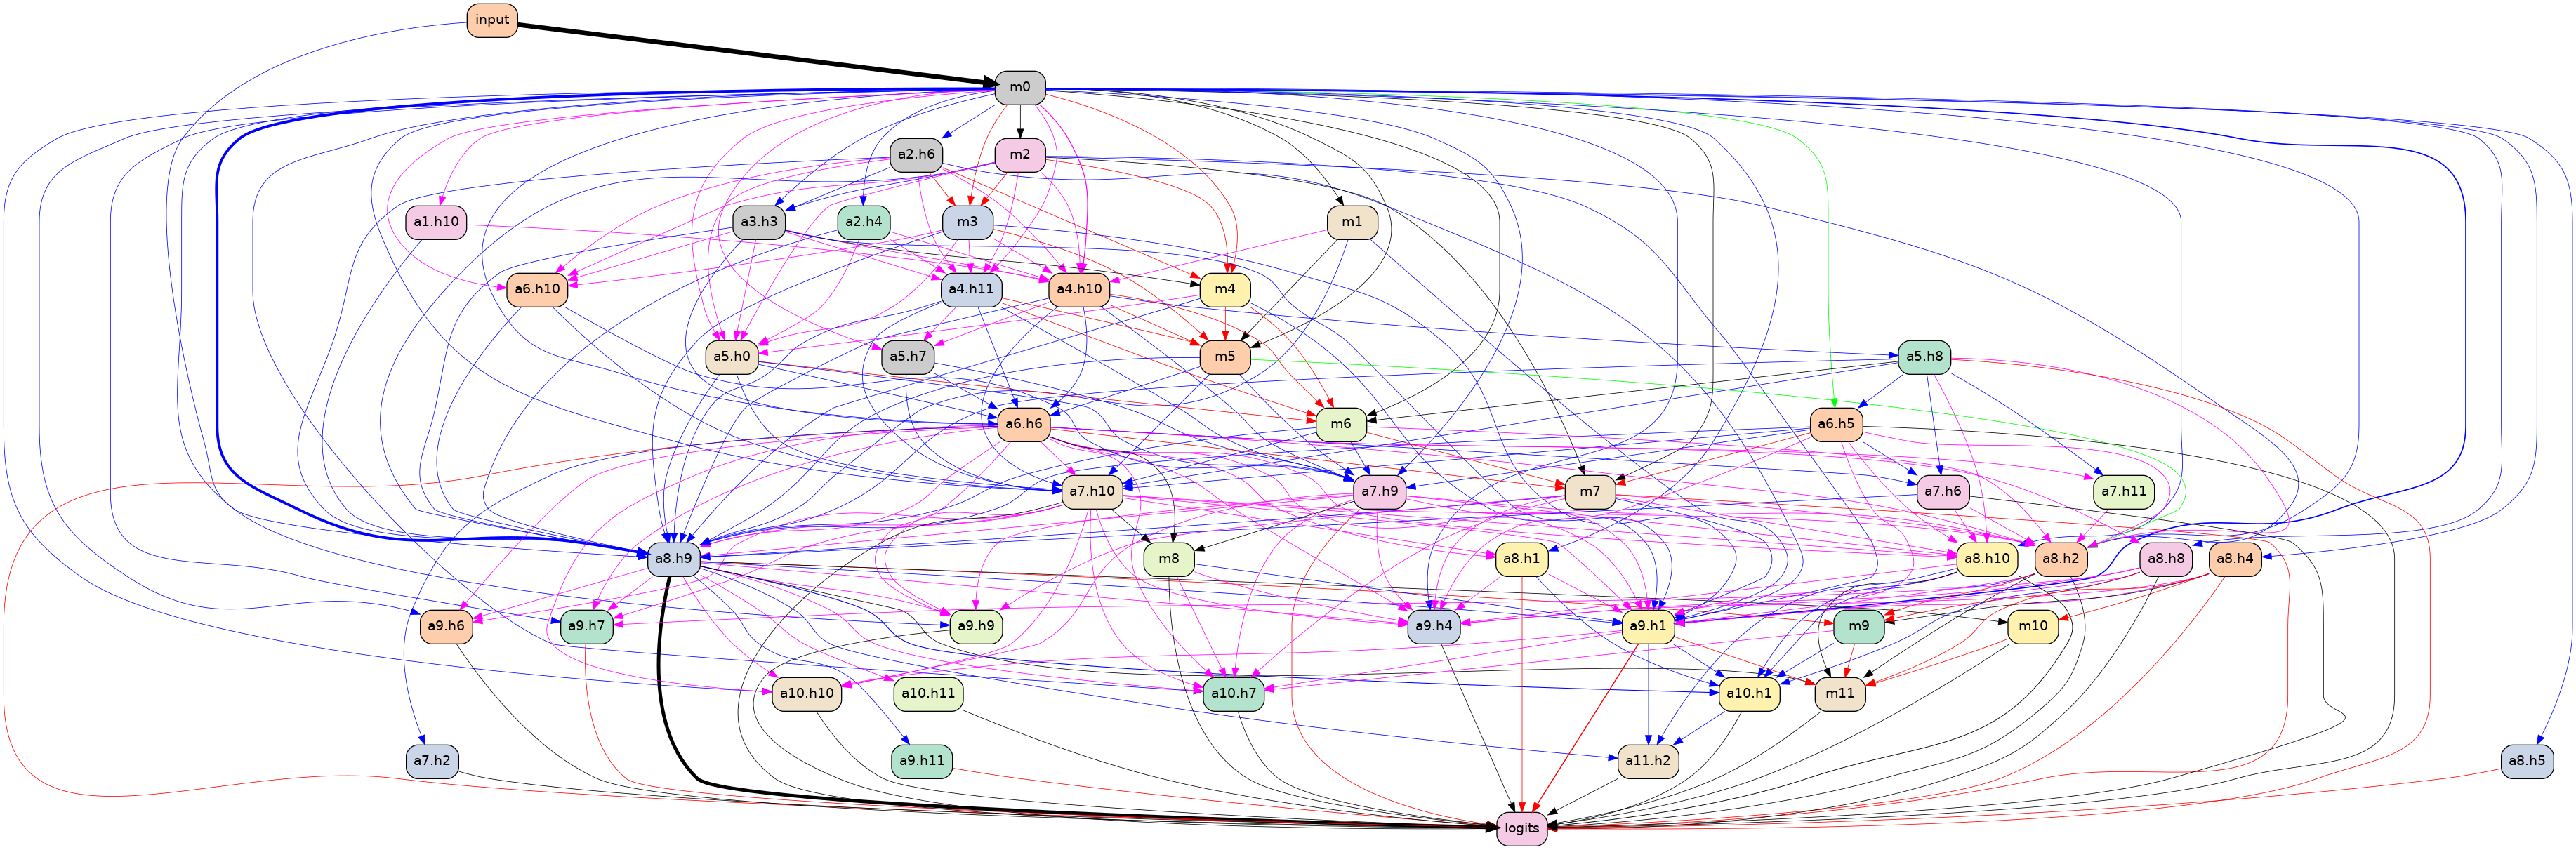 input
m0
a2.h6 m2
a1.h10 a3.h3 a2.h4 m3 m1
a6.h10 a4.h11 a4.h10 m4
a5.h0 a5.h7 m5 a5.h8
a6.h6 m6 a6.h5
a7.h10 a7.h9 m7 a7.h6 a7.h11
a8.h9 m8 a8.h1 a8.h10 a8.h2 a8.h8 a8.h4
a9.h6 a9.h7 a9.h9 a9.h4 a9.h1 m9 m10
a10.h10 a10.h11 a10.h7 a10.h1 m11
a7.h2 a9.h11 a11.h2 a8.h5
logits